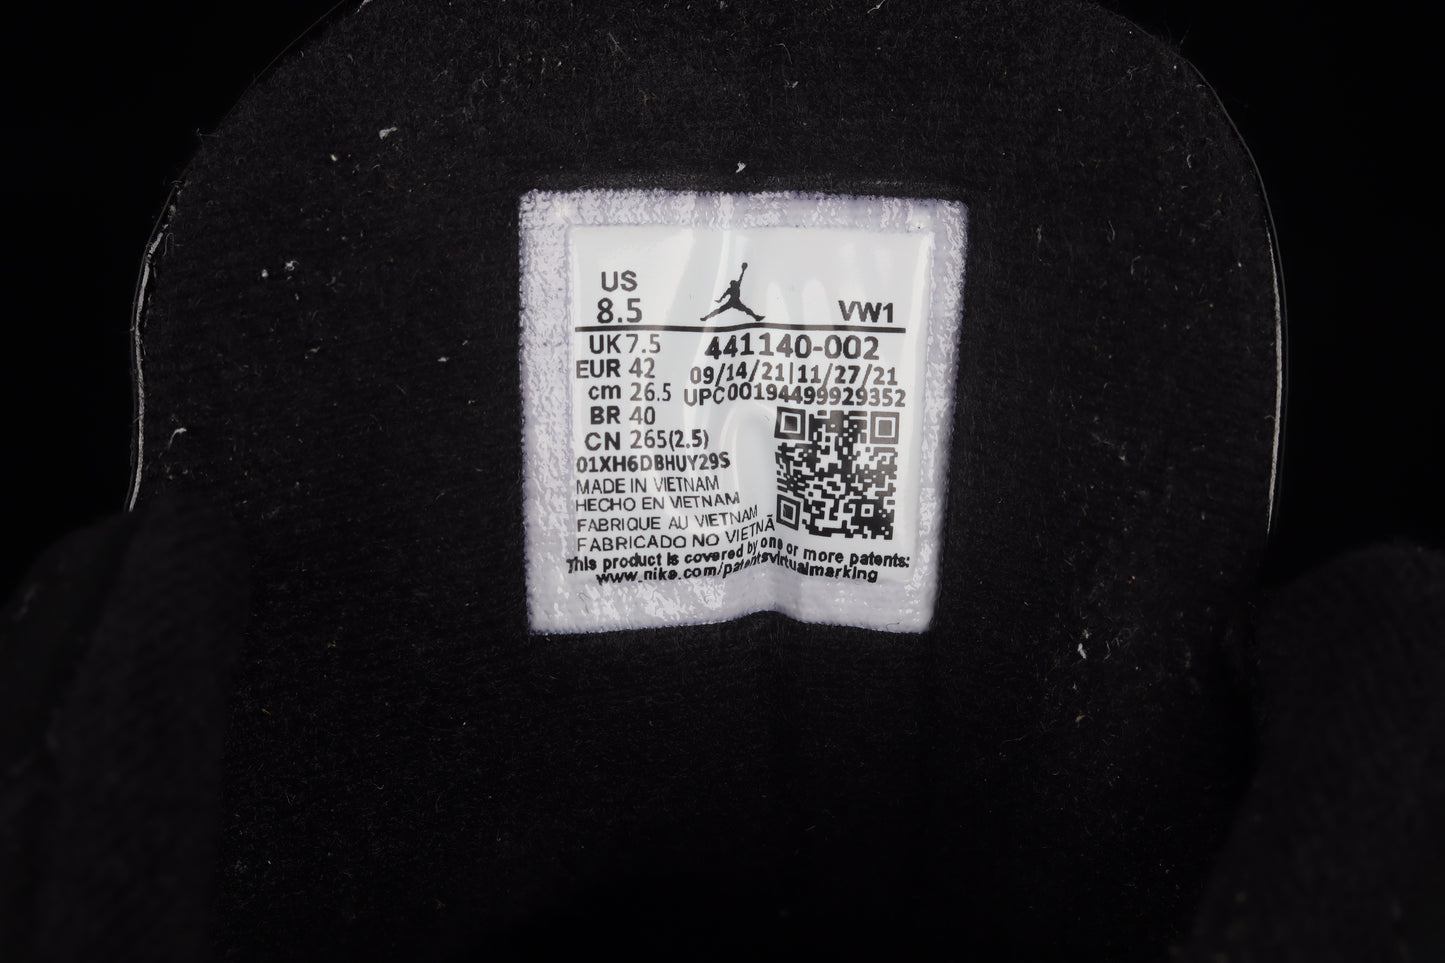 US
8.5
VW1
UK 7.5
EUR 42
cm 26.5
BR 40
CN 265(2.5)
441140-002
09/14/21|11/27/21
UPC00194499929352
01XH6DBHUY29S
MADE IN VIETNAM
HECHO EN VIETNAM
FABRIQUE AU VIETNAM
FABRICADO NO VIETNÃ
This product is covered by one or more patents:
www.nike.com/patentsvirtualmarking